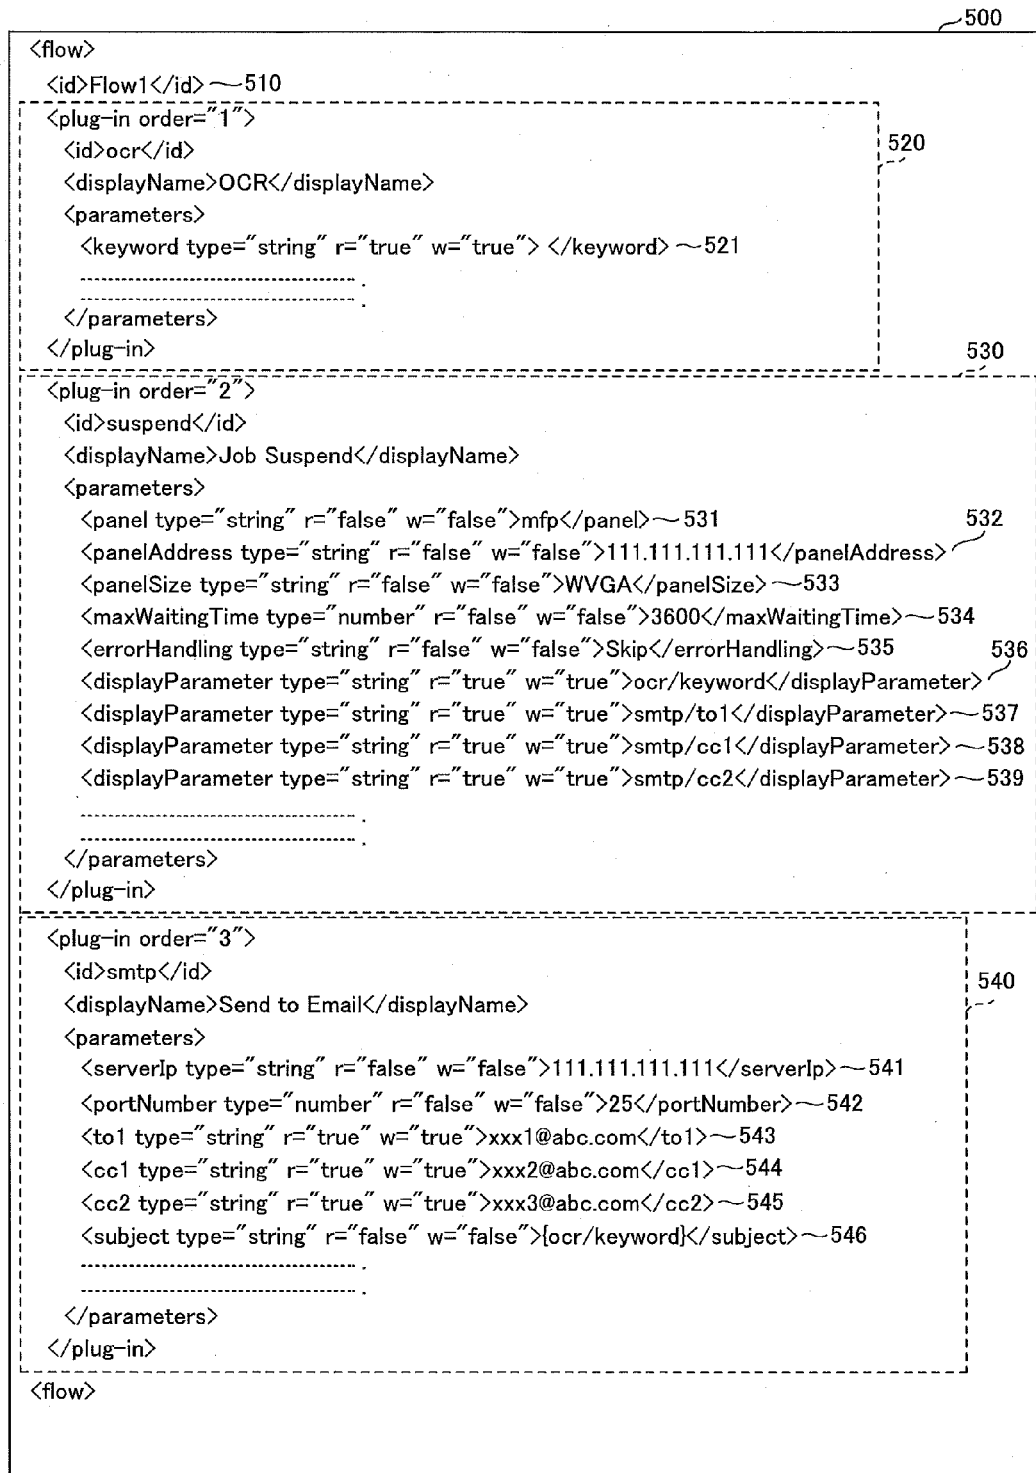 500
<flow>
<id>Flow1</id> 510
<plug-in order="1">
520
<id>ocr</id>
<displayName>OCR</displayName>
<parameters>
<keyword type="string" r="true" w="true"> </keyword> 521
</parameters>
</plug-in>
530
<plug-in order="2">
<id>suspend</id>
<displayName>Job Suspend</displayName>
<parameters>
<panel type="string" r="false" w="false">mfp</panel> 531
<panelAddress type="string" r="false" w="false">111.111.111.111</panelAddress> 532
<panelSize type="string" r="false" w="false">WVGA</panelSize> 533
<maxWaitingTime type="number" r="false" w="false">3600</maxWaitingTime> 534
<errorHandling type="string" r="false" w="false">Skip</errorHandling> 535
<displayParameter type="string" r="true" w="true">ocr/keyword</displayParameter> 536
<displayParameter type="string" r="true" w="true">smtp/to1</displayParameter> 537
<displayParameter type="string" r="true" w="true">smtp/cc1</displayParameter> 538
<displayParameter type="string" r="true" w="true">smtp/cc2</displayParameter> 539
</parameters>
</plug-in>
<plug-in order="3">
<id>smtp</id>
540
<displayName>Send to Email</displayName>
<parameters>
<serverIp type="string" r="false" w="false">111.111.111.111</serverIp> 541
<portNumber type="number" r="false" w="false">25</portNumber> 542
<to1 type="string" r="true" w="true">xxx1@abc.com</to1> 543
<cc1 type="string" r="true" w="true">xxx2@abc.com</cc1> 544
<cc2 type="string" r="true" w="true">xxx3@abc.com</cc2> 545
<subject type="string" r="false" w="false">{ocr/keyword}</subject> 546
</parameters>
</plug-in>
<flow>